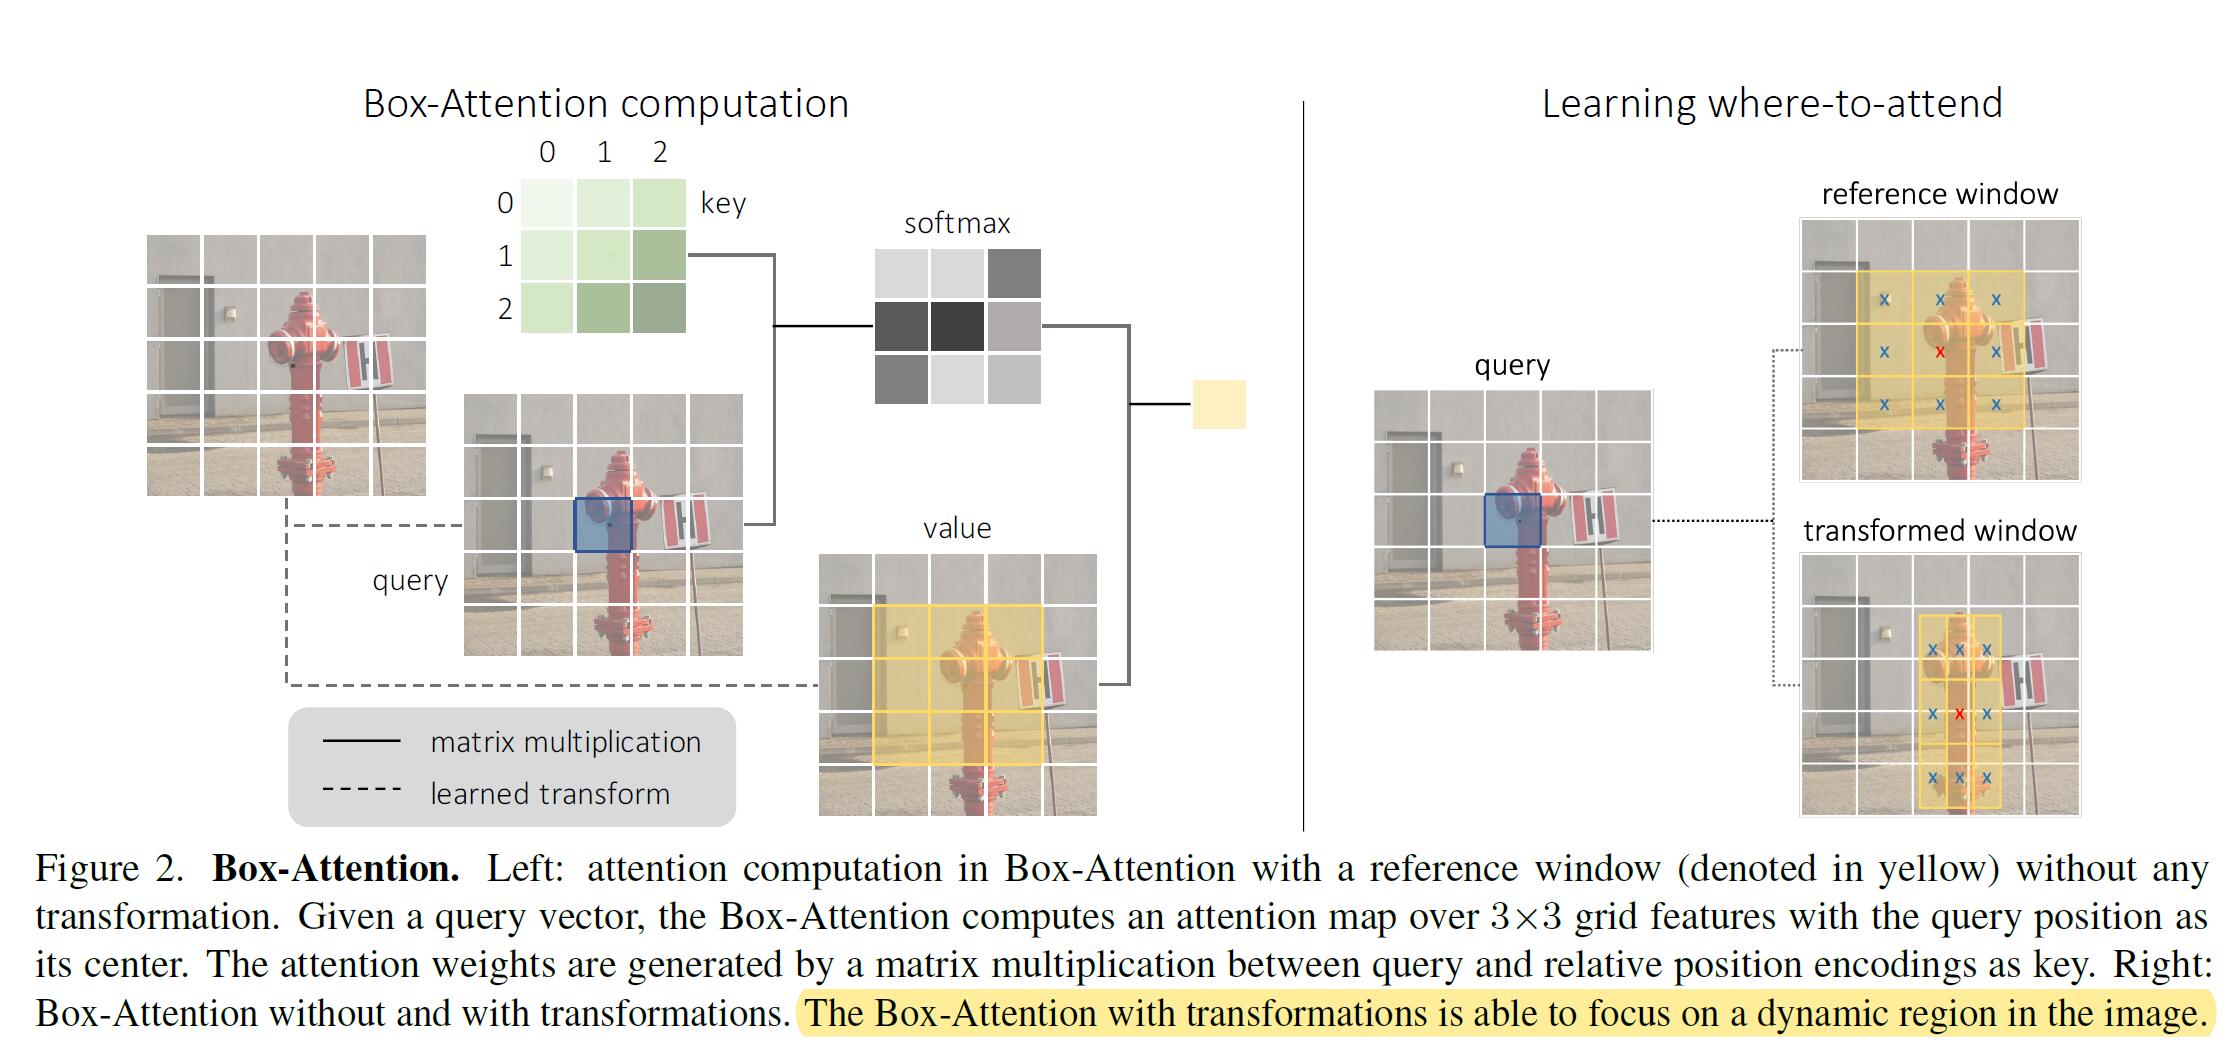 Box-Attention computation
0 1 2
0
1
2
key
softmax
query
value
matrix multiplication
learned transform
Learning where-to-attend
query
reference window
x x x
x x x
x x x
transformed window
x x x
x x x
x x x
Figure 2. Box-Attention. Left: attention computation in Box-Attention with a reference window (denoted in yellow) without any
transformation. Given a query vector, the Box-Attention computes an attention map over 3×3 grid features with the query position as
its center. The attention weights are generated by a matrix multiplication between query and relative position encodings as key. Right:
Box-Attention without and with transformations. The Box-Attention with transformations is able to focus on a dynamic region in the image.